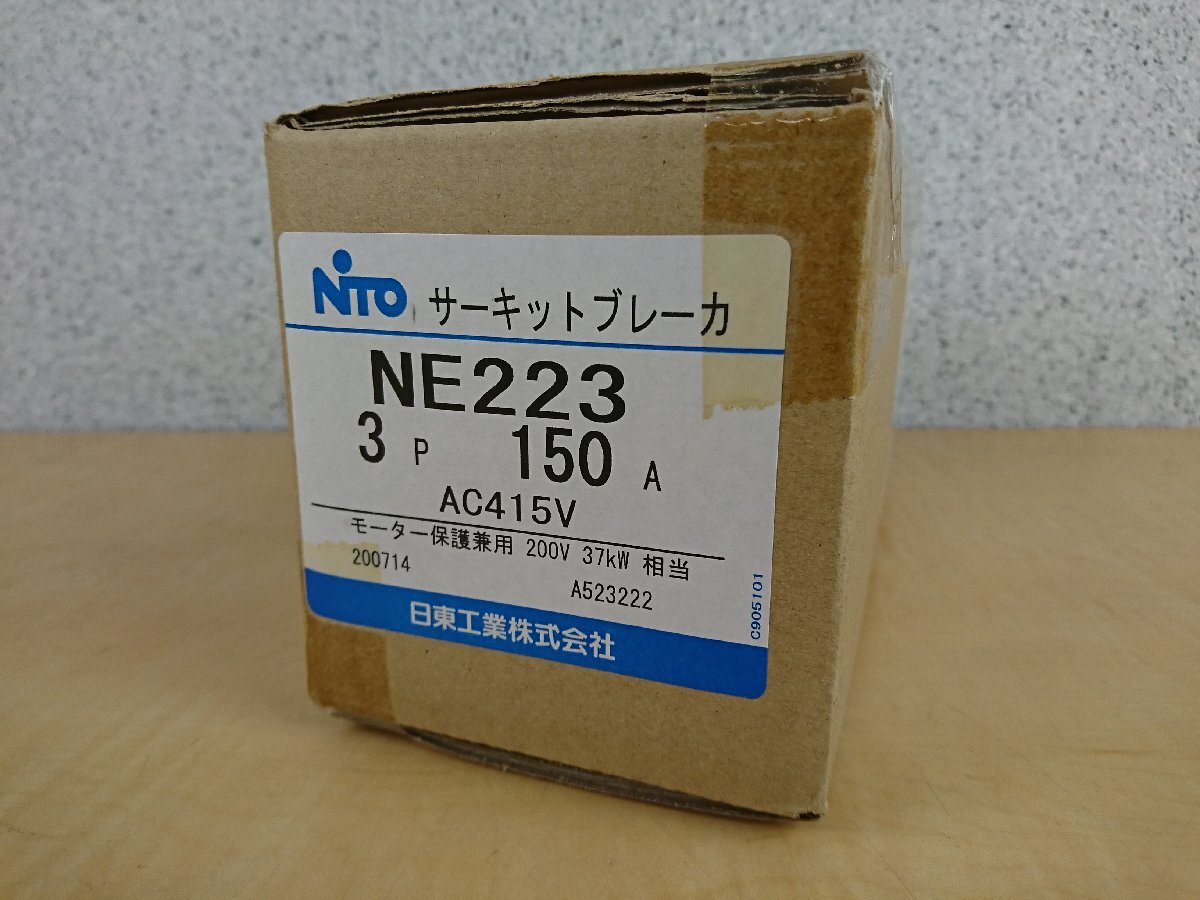 NITO サーキットブレーカ
NE223
3 P 150 A
AC415V
モーター保護兼用 200V 37kW 相当
200714 A523222
C905101
日東工業株式会社